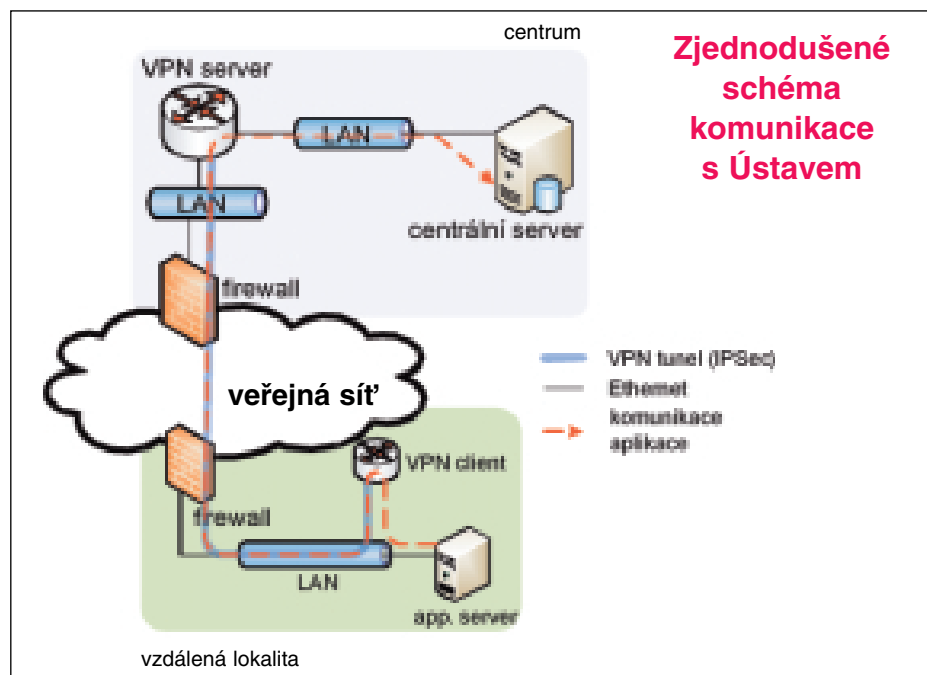 centrum
Zjednodušené
schéma
komunikace
s Ústavem
VPN server
LAN
LAN
centrální server
firewall
veřejná síť
VPN tunel (IPSec)
Ethernet
komunikace
aplikace
VPN client
firewall
LAN
app. server
vzdálená lokalita